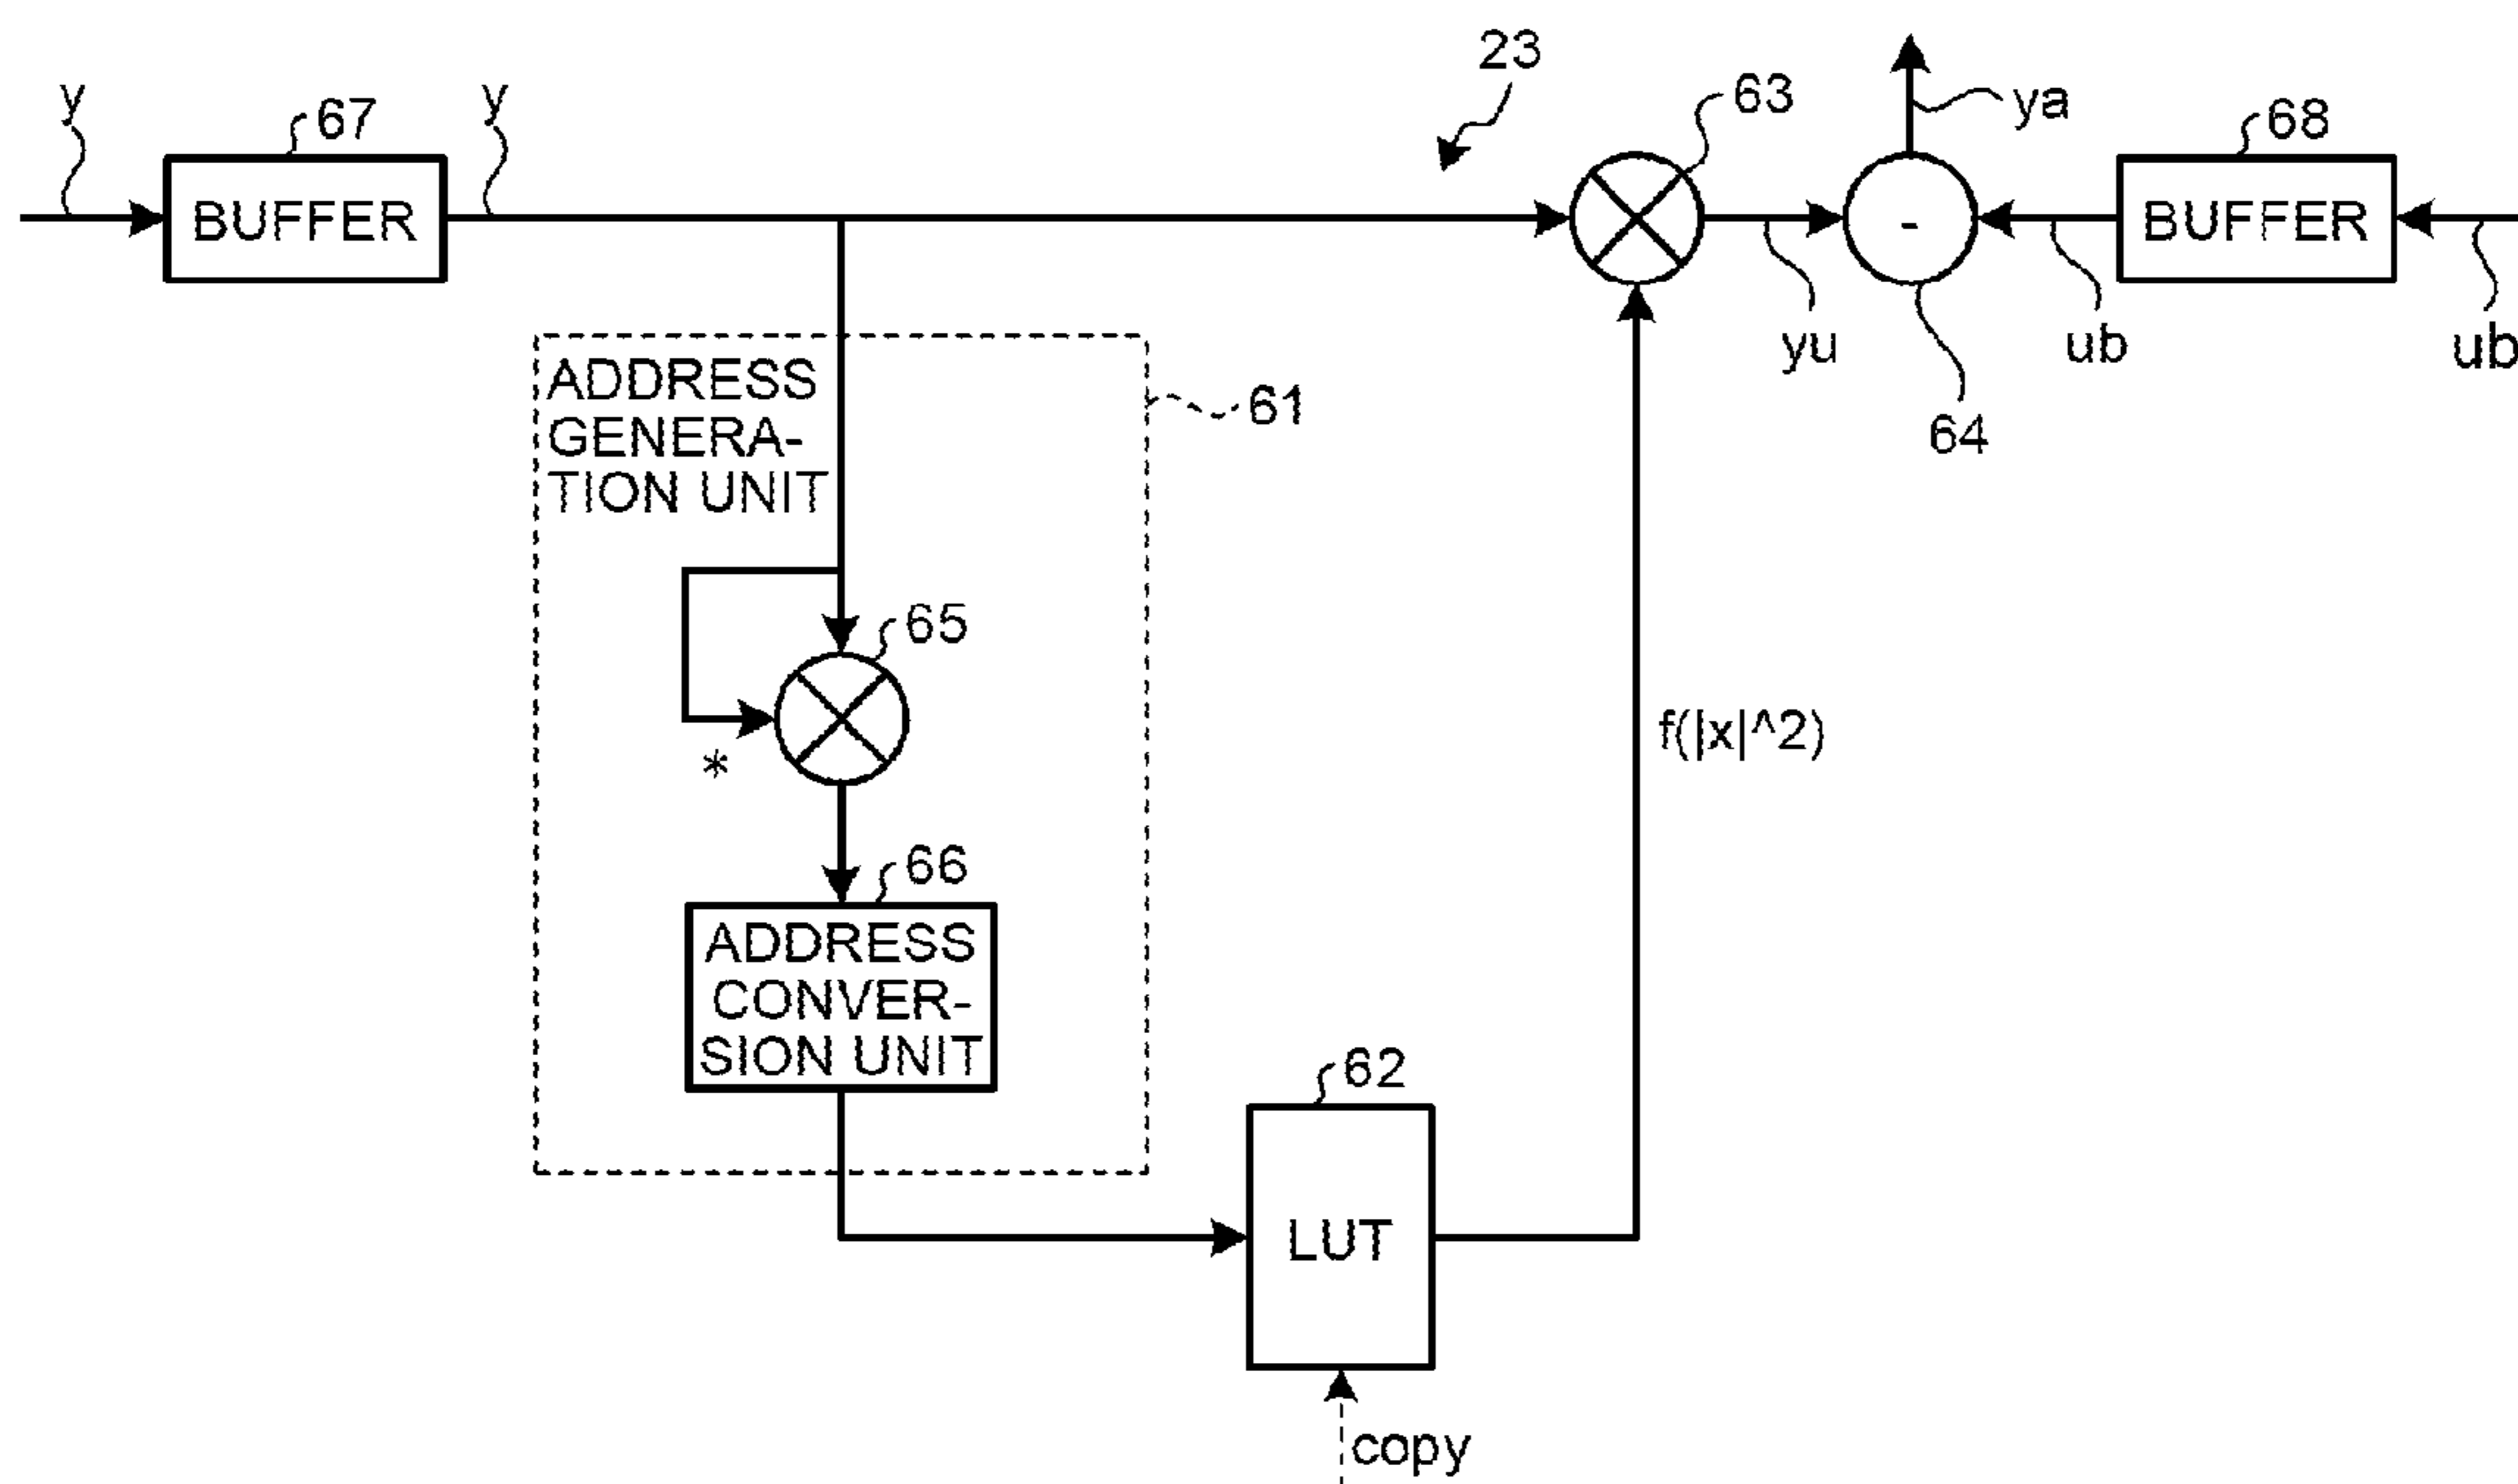 23
63
ya
68
y
67
y
BUFFER
-
BUFFER
yu
ub
ub
64
ADDRESS
GENERA-
TION UNIT
61
65
*
f(|x|^2)
66
ADDRESS
CONVER-
SION UNIT
62
LUT
copy